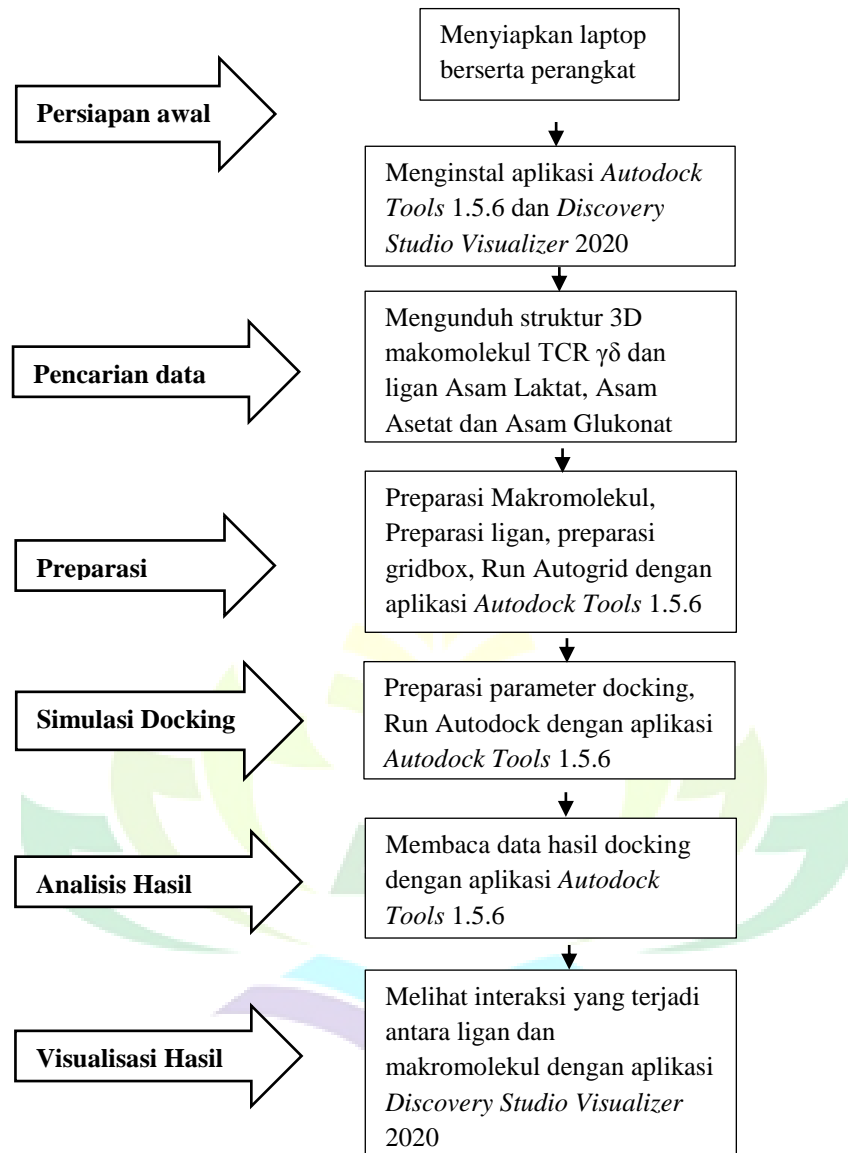 Menyiapkan laptop
berserta perangkat
Persiapan awal
Menginstal aplikasi Autodock
Tools 1.5.6 dan Discovery
Studio Visualizer 2020
Mengunduh struktur 3D
makomolekul TCR γδ dan
ligan Asam Laktat, Asam
Asetat dan Asam Glukonat
Pencarian data
Preparasi Makromolekul,
Preparasi ligan, preparasi
gridbox, Run Autogrid dengan
aplikasi Autodock Tools 1.5.6
Preparasi
Preparasi parameter docking,
Run Autodock dengan aplikasi
Autodock Tools 1.5.6
Simulasi Docking
Membaca data hasil docking
dengan aplikasi Autodock
Tools 1.5.6
Analisis Hasil
Melihat interaksi yang terjadi
antara ligan dan
makromolekul dengan aplikasi
Discovery Studio Visualizer
2020
Visualisasi Hasil